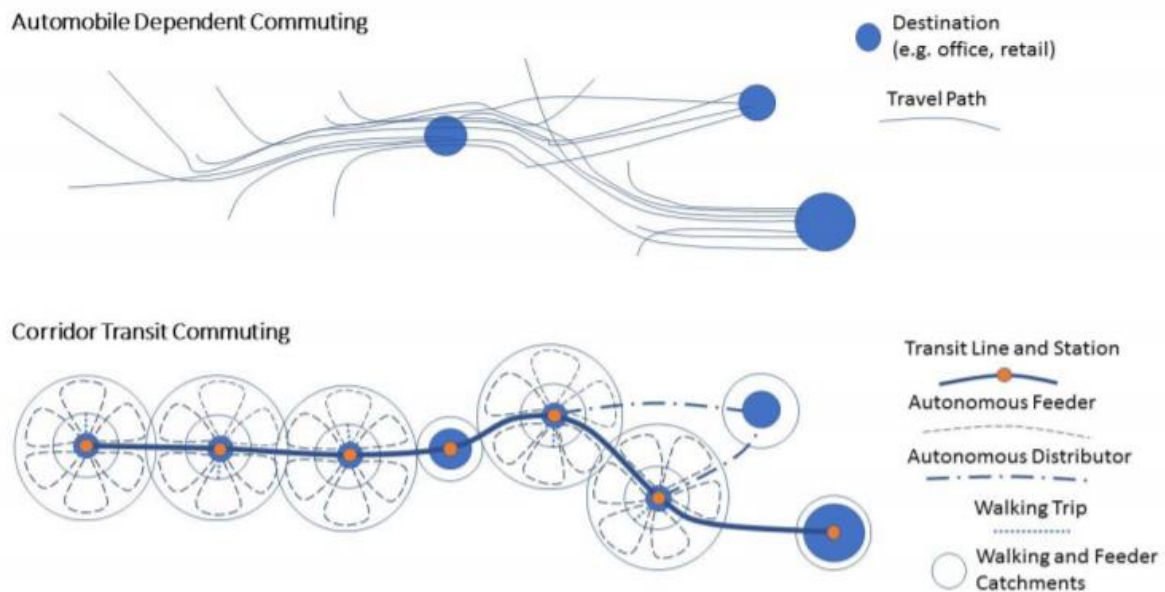 Automobile Dependent Commuting
Destination
(e.g. office, retail)
Travel Path
Corridor Transit Commuting
Transit Line and Station
Autonomous Feeder
Autonomous Distributor
Walking Trip
Walking and Feeder
Catchments